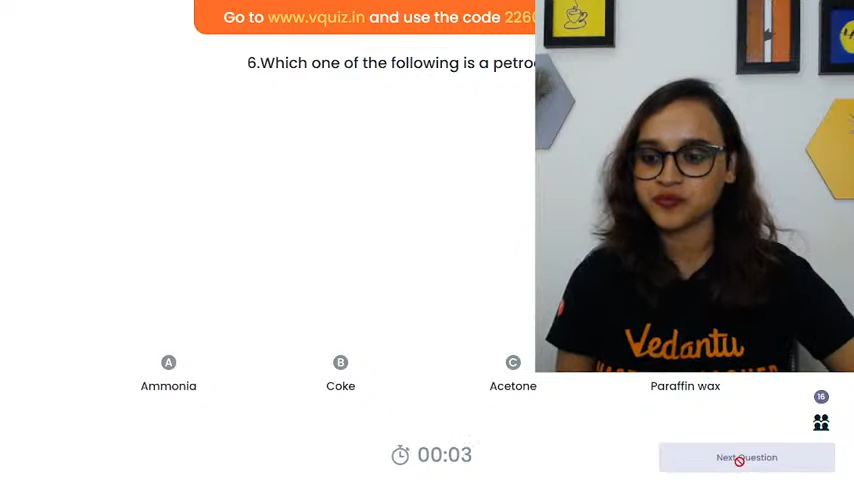 Go to www.vquiz.in and use the code 2260
6.Which one of the following is a petro
A
Ammonia
B
Coke
C
Acetone
Paraffin wax
Vedantu
16
00:03
Next Question